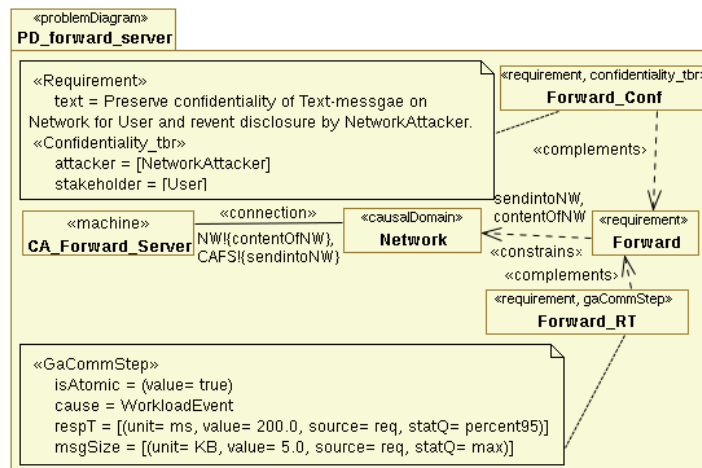 «problemDiagram»
PD_forward_server
«Requirement»
text = Preserve confidentiality of Text-messgae on
Network for User and revent disclosure by NetworkAttacker.
«Confidentiality_tbr»
attacker = [NetworkAttacker]
stakeholder = [User]
«requirement, confidentiality_tbr»
Forward_Conf
«complements»
«machine»
CA_Forward_Server
«connection»
NW!{contentOfNW},
CAFS!{sendintoNW}
«causalDomain»
Network
sendintoNW,
contentOfNW
«constrains»
«requirement»
Forward
«complements»
«requirement, gaCommStep»
Forward_RT
«GaCommStep»
isAtomic = (value= true)
cause = WorkloadEvent
respT = [(unit= ms, value= 200.0, source= req, statQ= percent95)]
msgSize = [(unit= KB, value= 5.0, source= req, statQ= max)]